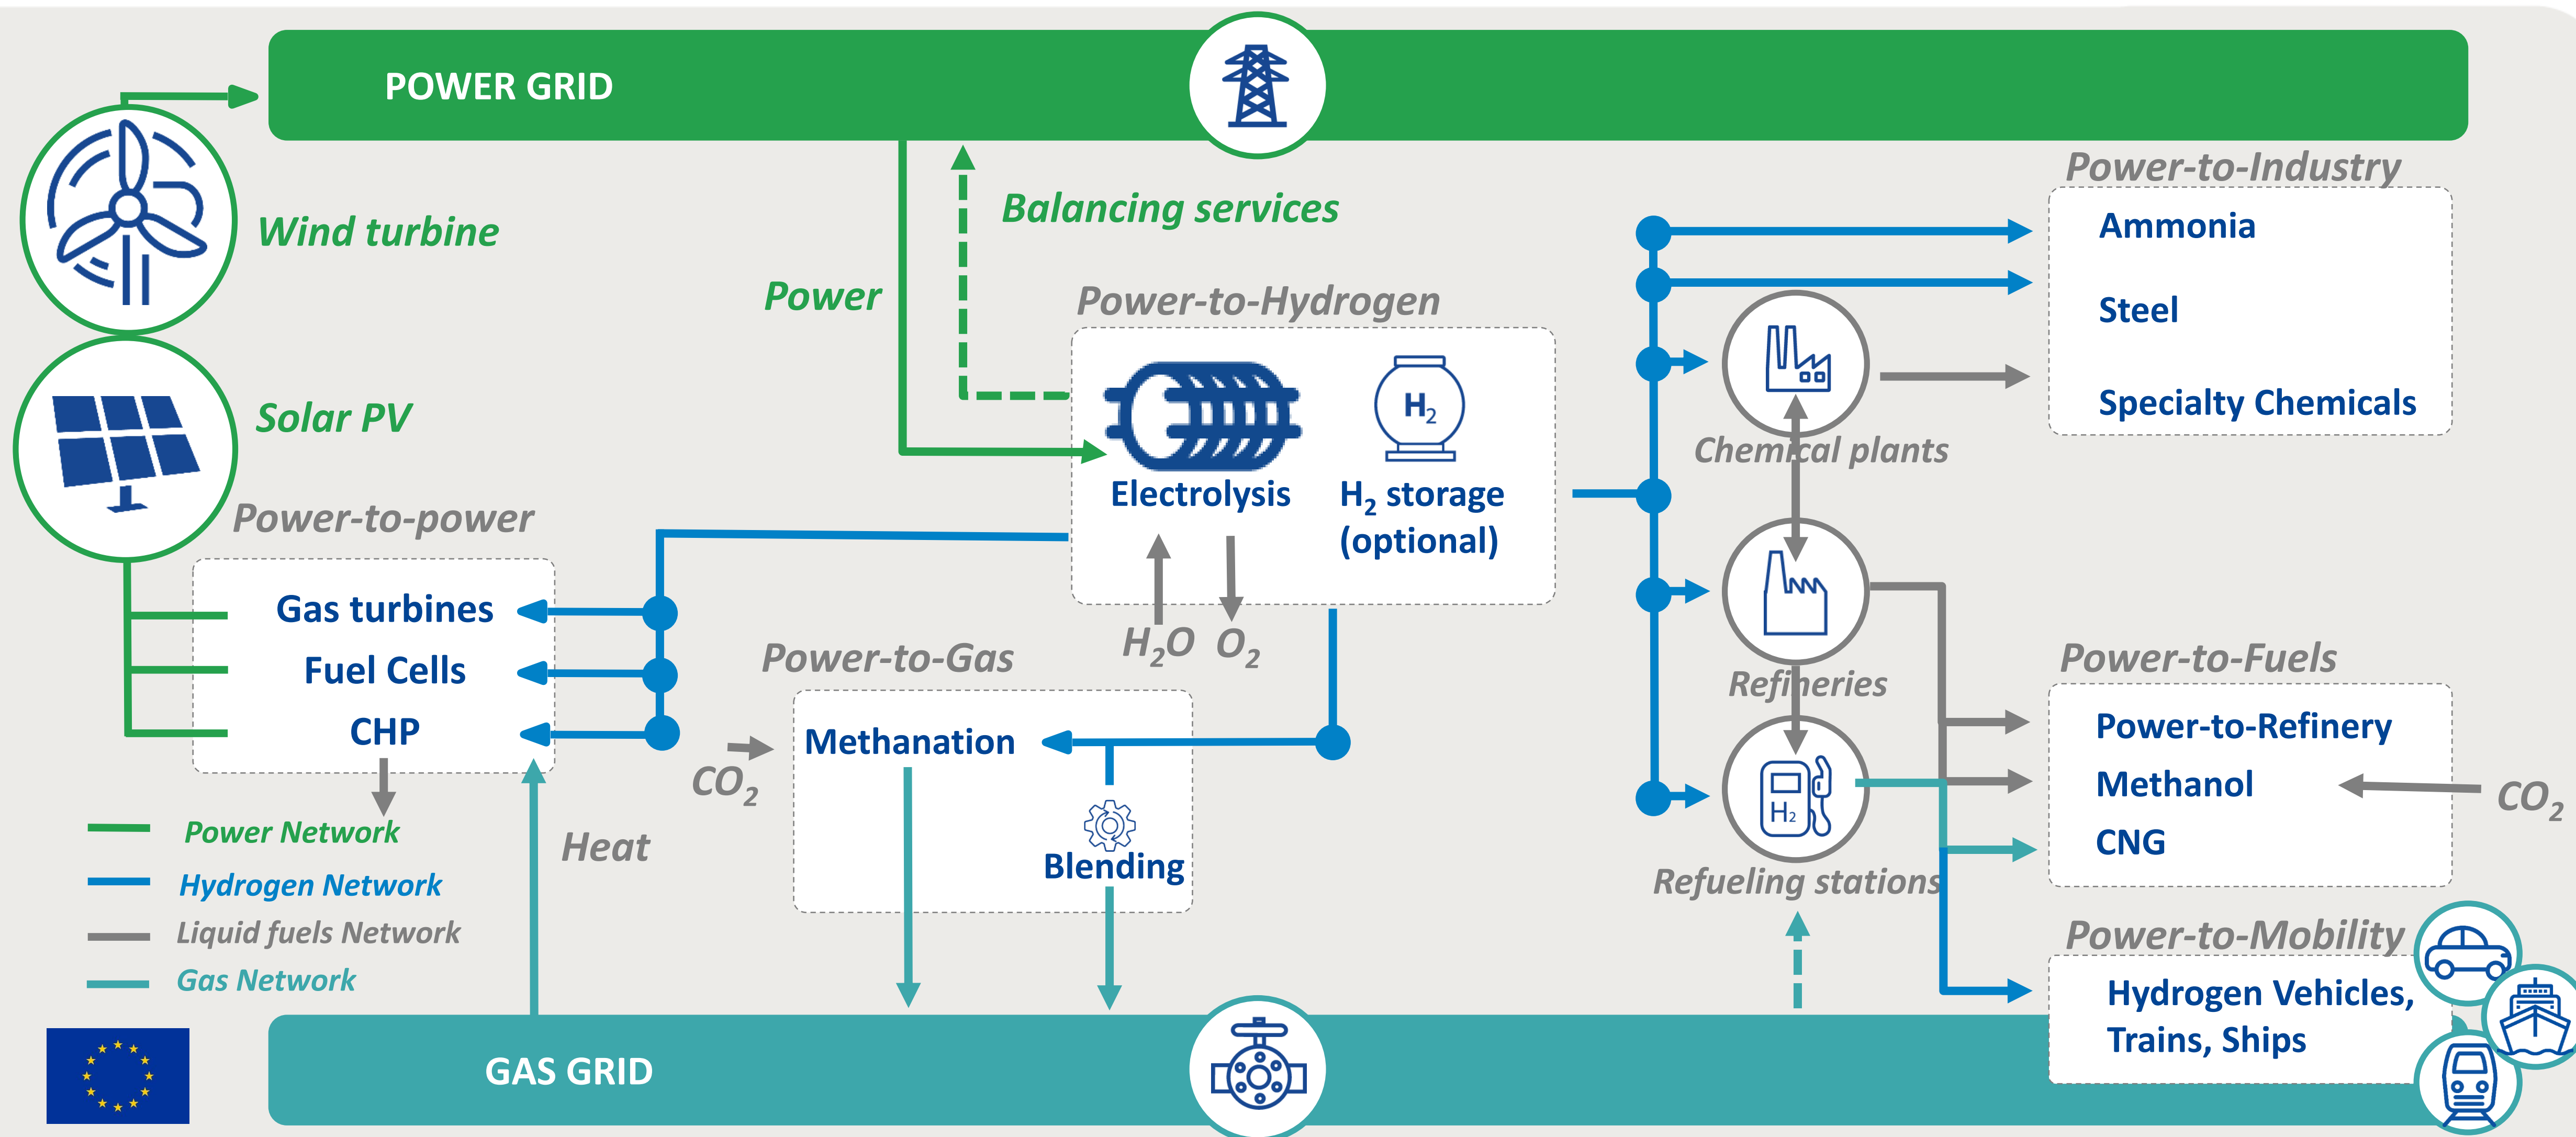 POWER GRID
Wind turbine
Solar PV
Balancing services
Power
Power-to-Hydrogen
Electrolysis
H₂
H₂ storage
(optional)
H₂O
O₂
Power-to-power
Gas turbines
Fuel Cells
CHP
Heat
Power-to-Gas
CO₂
Methanation
Blending
Power-to-Industry
Ammonia
Steel
Specialty Chemicals
Chemical plants
Refineries
H₂
Refueling stations
Power-to-Fuels
Power-to-Refinery
Methanol
CNG
CO₂
Power-to-Mobility
Hydrogen Vehicles,
Trains, Ships
Power Network
Hydrogen Network
Liquid fuels Network
Gas Network
GAS GRID